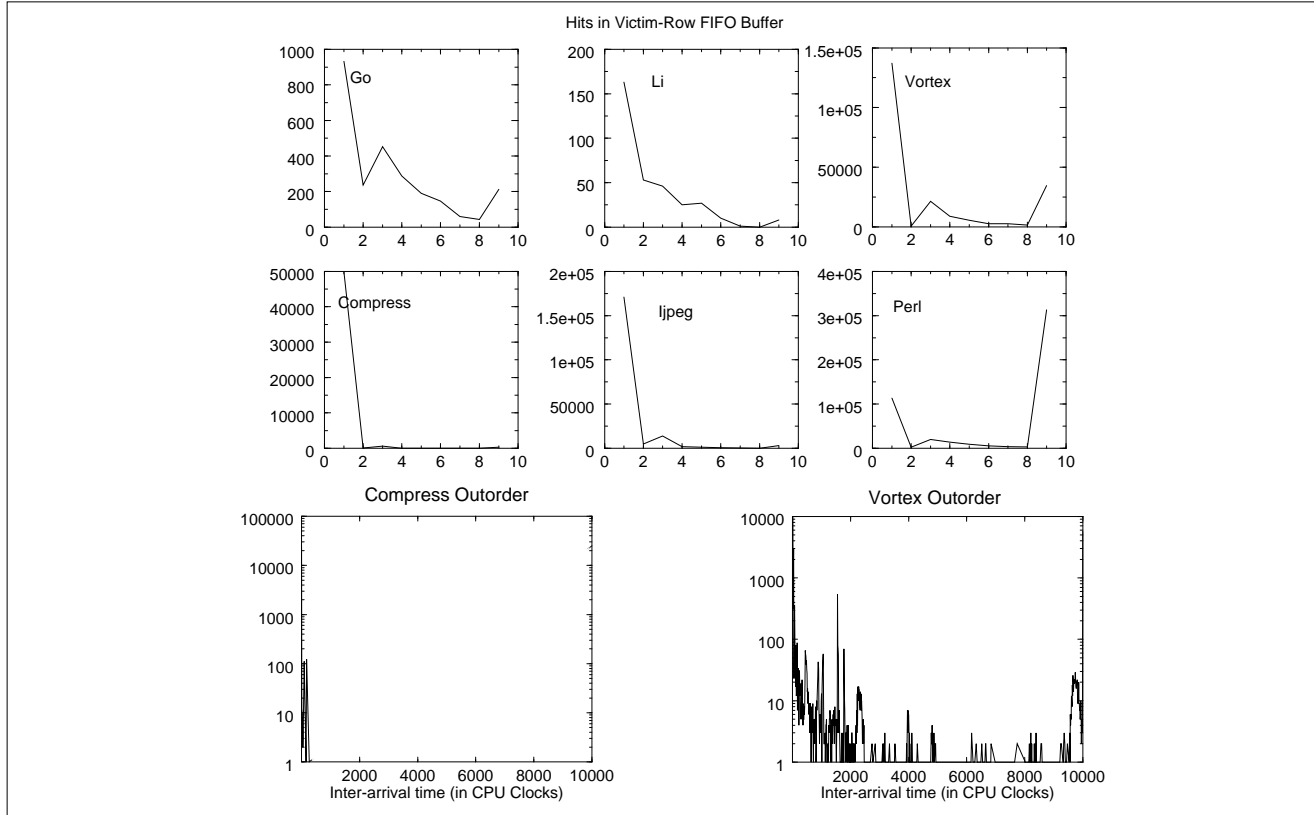 Hits in Victim-Row FIFO Buffer
1000
800
600
400
200
0
0 2 4 6 8 10
Go
200
150
100
50
0
0 2 4 6 8 10
Li
1.5e+05
1e+05
50000
0
0 2 4 6 8 10
Vortex
50000
40000
30000
20000
10000
0
0 2 4 6 8 10
Compress
2e+05
1.5e+05
1e+05
50000
0
0 2 4 6 8 10
Ijpeg
4e+05
3e+05
2e+05
1e+05
0
0 2 4 6 8 10
Perl
Compress Outorder
100000
10000
1000
100
10
1
2000 4000 6000 8000 10000
Inter-arrival time (in CPU Clocks)
Vortex Outorder
10000
1000
100
10
1
2000 4000 6000 8000 10000
Inter-arrival time (in CPU Clocks)